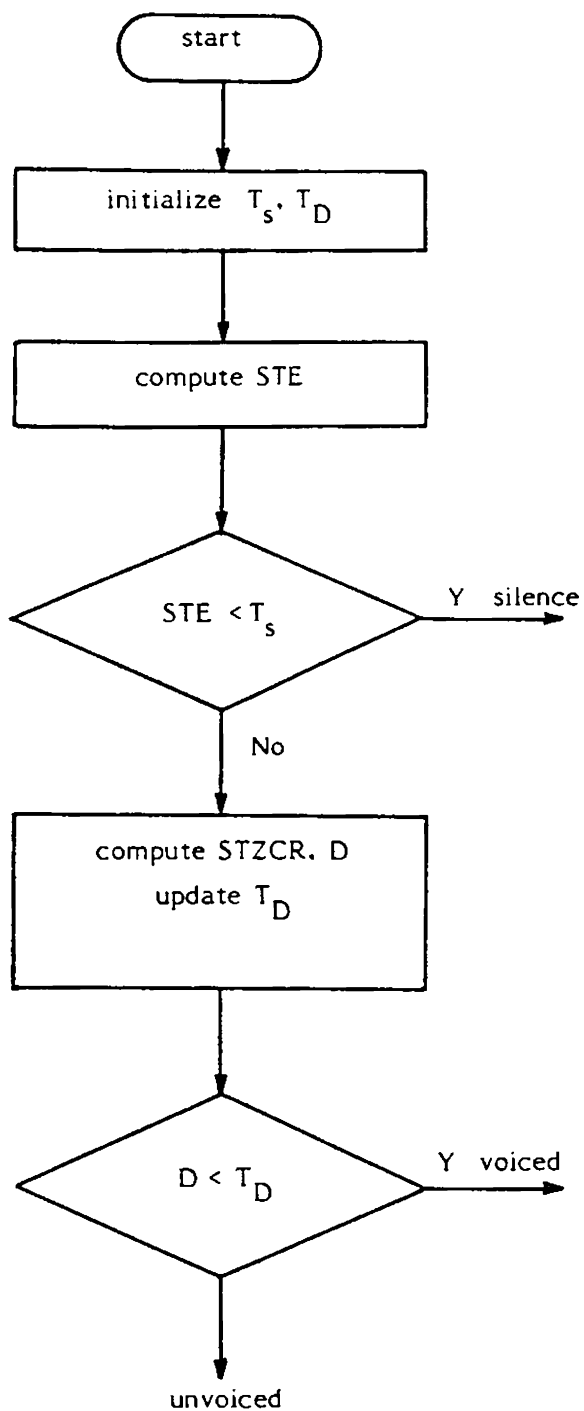 start
initialize T_s, T_D
compute STE
STE < T_s
Y silence
No
compute STZCR, D
update T_D
D < T_D
Y voiced
unvoiced